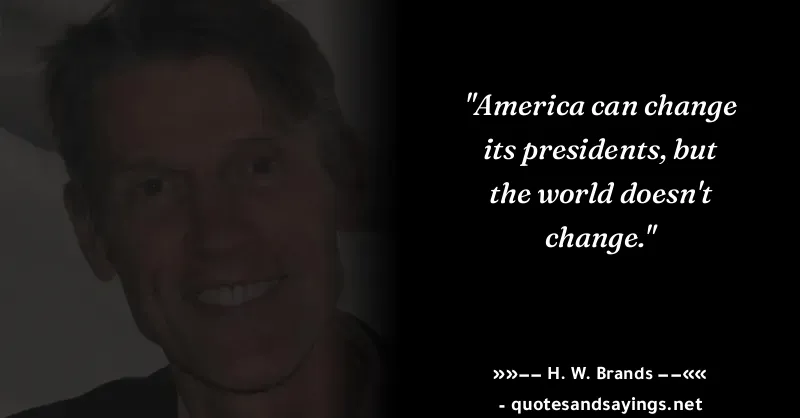 "America can change
its presidents, but
the world doesn't
change."
»»−− H. W. Brands −−««
- quotesandsayings.net